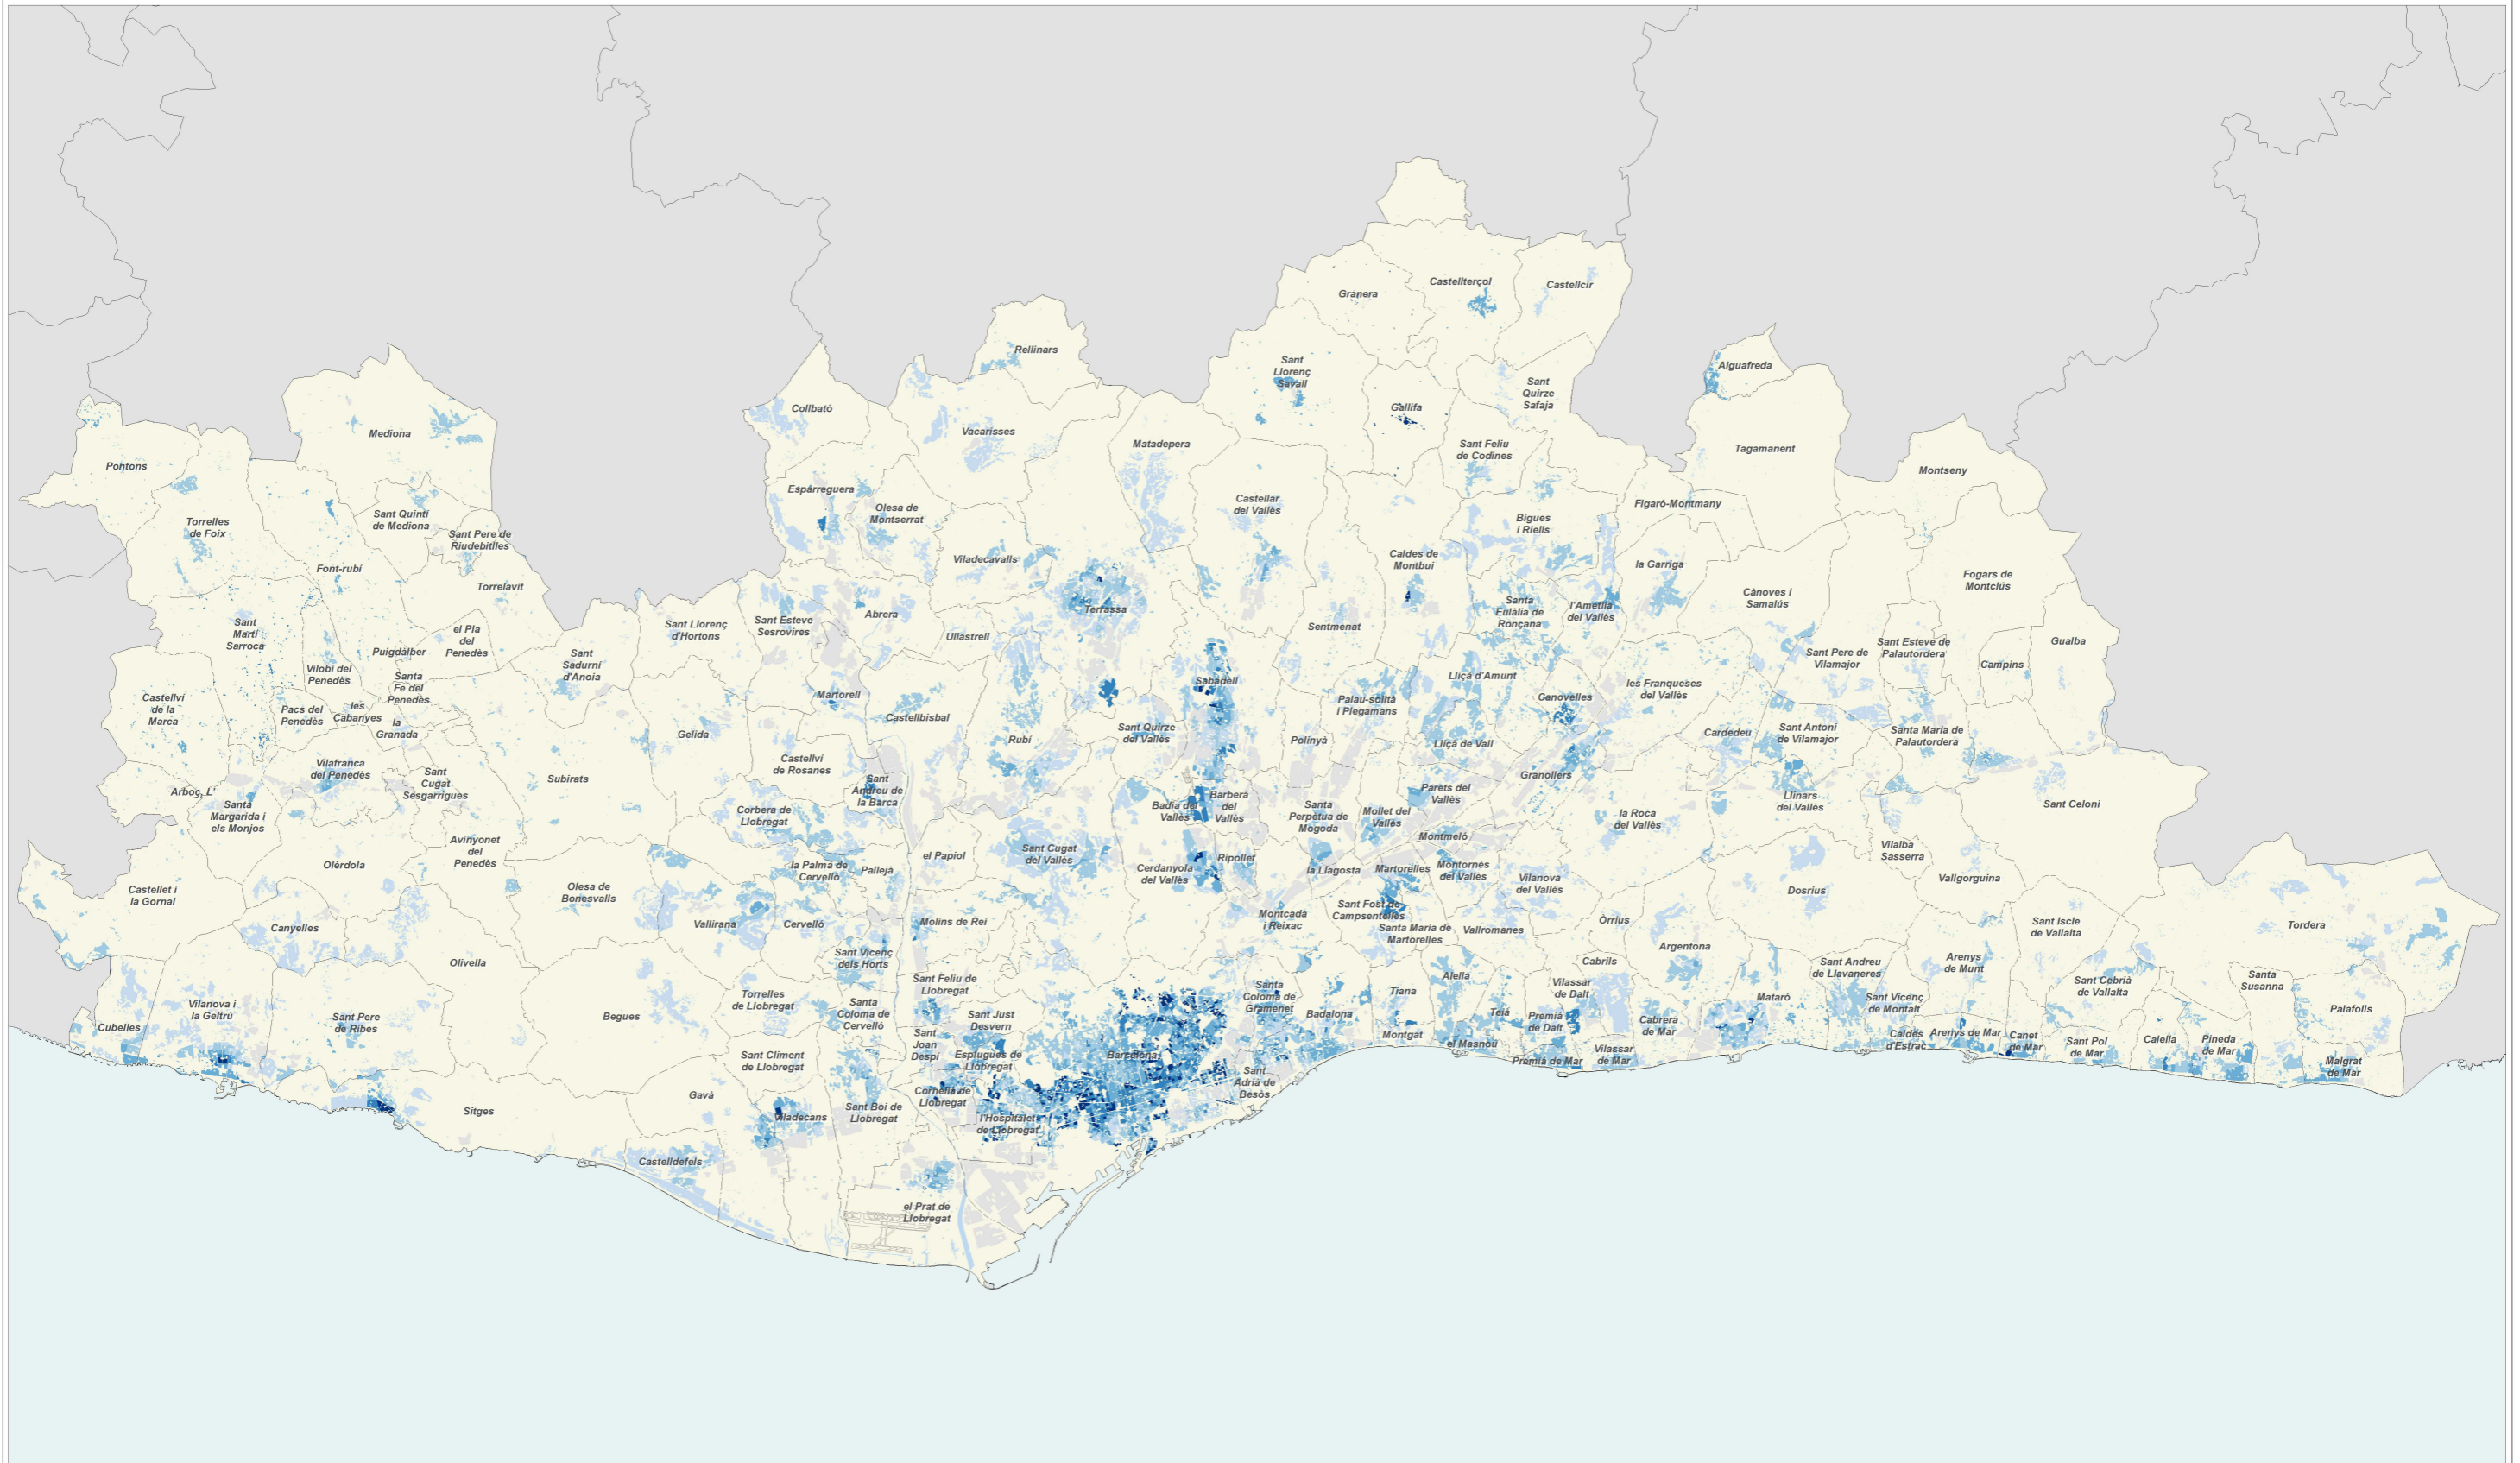 Castellterçol
Castellcir
Granera
Rellinars
Sant
Llorenç
Savall
Aiguafreda
Sant
Quirze
Safaja
Collbató
Gallifa
Mediona
Vacarisses
Matadepera
Sant Feliu
de Codines
Tagamanent
Pontons
Montseny
Esparreguera
Castellar
del Vallès
Figaró-Montmany
Olesa de
Montserrat
Sant Quintí
de Mediona
Bigues
i Riells
Torrelles
de Foix
Sant Pere de
Riudebitlles
Viladecavalls
Caldes de
Montbui
la Garriga
Font-rubí
Fogars de
Montclús
Torrelavit
Cànoves i
Samalús
Terrassa
Santa
Eulàlia de
Ronçana
l'Ametlla
del Vallès
Abrera
Sant Esteve
Sesrovires
Sant Llorenç
d'Hortons
Sentmenat
Sant
Martí
Sarroca
el Pla
del
Penedès
Ullastrell
Gualba
Sant Esteve de
Palautordera
Puigdàlber
Sant
Sadurní
d'Anoia
Sant Pere de
Vilamajor
Campins
Vilobí del
Penedès
Santa
Fe del
Penedès
Sabadell
Lliçà d'Amunt
les Franqueses
del Vallès
Martorell
Castellví
de la
Marca
Palau-solità
i Plegamans
Canovelles
Pacs del
Penedès
les
Cabanyes
la
Granada
Castellbisbal
Sant Quirze
del Vallès
Gelida
Rubí
Polinyà
Lliçà de Vall
Cardedeu
Sant Antoni
de Vilamajor
Santa Maria de
Palautordera
Castellví
de Rosanes
Vilafranca
del Penedès
Sant
Cugat
Sesgarrigues
Subirats
Granollers
Sant
Andreu de
la Barca
Arboç, L'
Santa
Margarida i
els Monjos
Badia del
Vallès
Barberà
del
Vallès
Parets del
Vallès
Llinars
del Vallès
Sant Celoni
Corbera de
Llobregat
Santa
Perpètua de
Mogoda
Mollet del
Vallès
la Roca
del Vallès
Montmeló
Avinyonet
del
Penedès
Vilalba
Sasserra
Olèrdola
el Papiol
Sant Cugat
del Vallès
Ripollet
la Palma de
Cervelló
Pallejà
Cerdanyola
del Vallès
la Llagosta
Martorelles
Montornès
del Vallès
Vilanova
del Vallès
Vallgorguina
Castellet i
la Gornal
Olesa de
Bonesvalls
Dosrius
Sant Fost de
Campsentelles
Montcada
i Reixac
Òrrius
Canyelles
Vallirana
Cervelló
Molins de Rei
Santa Maria de
Martorelles
Vallromanes
Sant Iscle
de Vallalta
Tordera
Argentona
Sant Vicenç
dels Horts
Olivella
Cabrils
Sant Andreu
de Llavaneres
Arenys
de Munt
Alella
Sant Feliu de
Llobregat
Santa
Coloma de
Gramenet
Vilassar
de Dalt
Sant Cebrià
de Vallalta
Santa
Susanna
Torrelles
de Llobregat
Tiana
Mataró
Sant Vicenç
de Montalt
Vilanova i
la Geltrú
Santa
Coloma de
Cervelló
Sant Just
Desvern
Badalona
Teià
Premià
de Dalt
Cabrera
de Mar
Palafolls
Sant Pere
de Ribes
Begues
Cubelles
Montgat
el Masnou
Caldes
d'Estrac
Arenys de Mar
Canet
de Mar
Sant Pol
de Mar
Calella
Pineda
de Mar
Sant
Joan
Despí
Sant Climent
de Llobregat
Esplugues de
Llobregat
Barcelona
Premià de Mar
Vilassar
de Mar
Malgrat
de Mar
Sant
Adrià de
Besòs
Gavà
Cornellà de
Llobregat
Sitges
Viladecans
Sant Boi de
Llobregat
l'Hospitalet
de Llobregat
Castelldefels
el Prat de
Llobregat